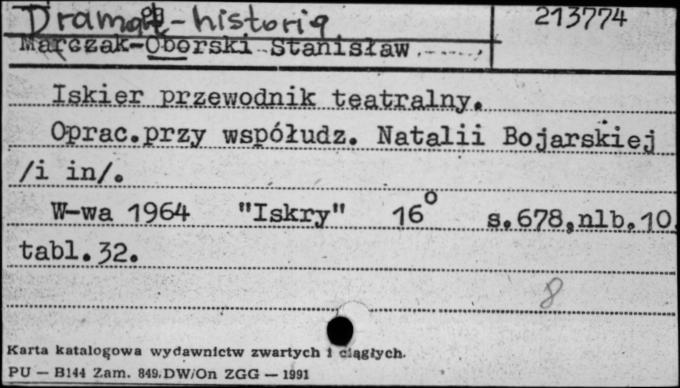 Dramat-historia 213774
Marczak-Oborski Stanisław
Iskier przewodnik teatralny.
Oprac.przy współudz. Natalii Bojarskiej
/i in/.
W-wa 1964 "Iskry" 16° s.678,nlb.10
tabl.32.
8
Karta katalogowa wydawnictw zwartych i ciągłych.
PU — B144 Zam. 849.DW/On ZGG — 1991